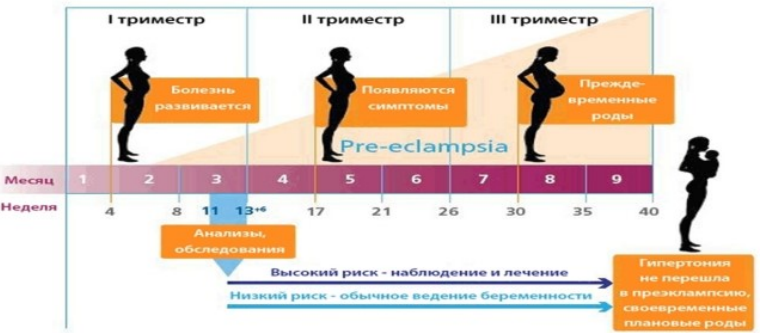 I триместр
II триместр
III триместр
Болезнь
развивается
Появляются
симптомы
Прежде-
временные
роды
Pre-eclampsia
Месяц 1 2 3 4 5 6 7 8 9
Неделя 4 8 11 13+6 17 21 26 30 35 40
Анализы,
обследования
Высокий риск - наблюдение и лечение
Низкий риск - обычное ведение беременности
Гипертония
не перешла
в преэклампсию,
своевременные
плановые роды